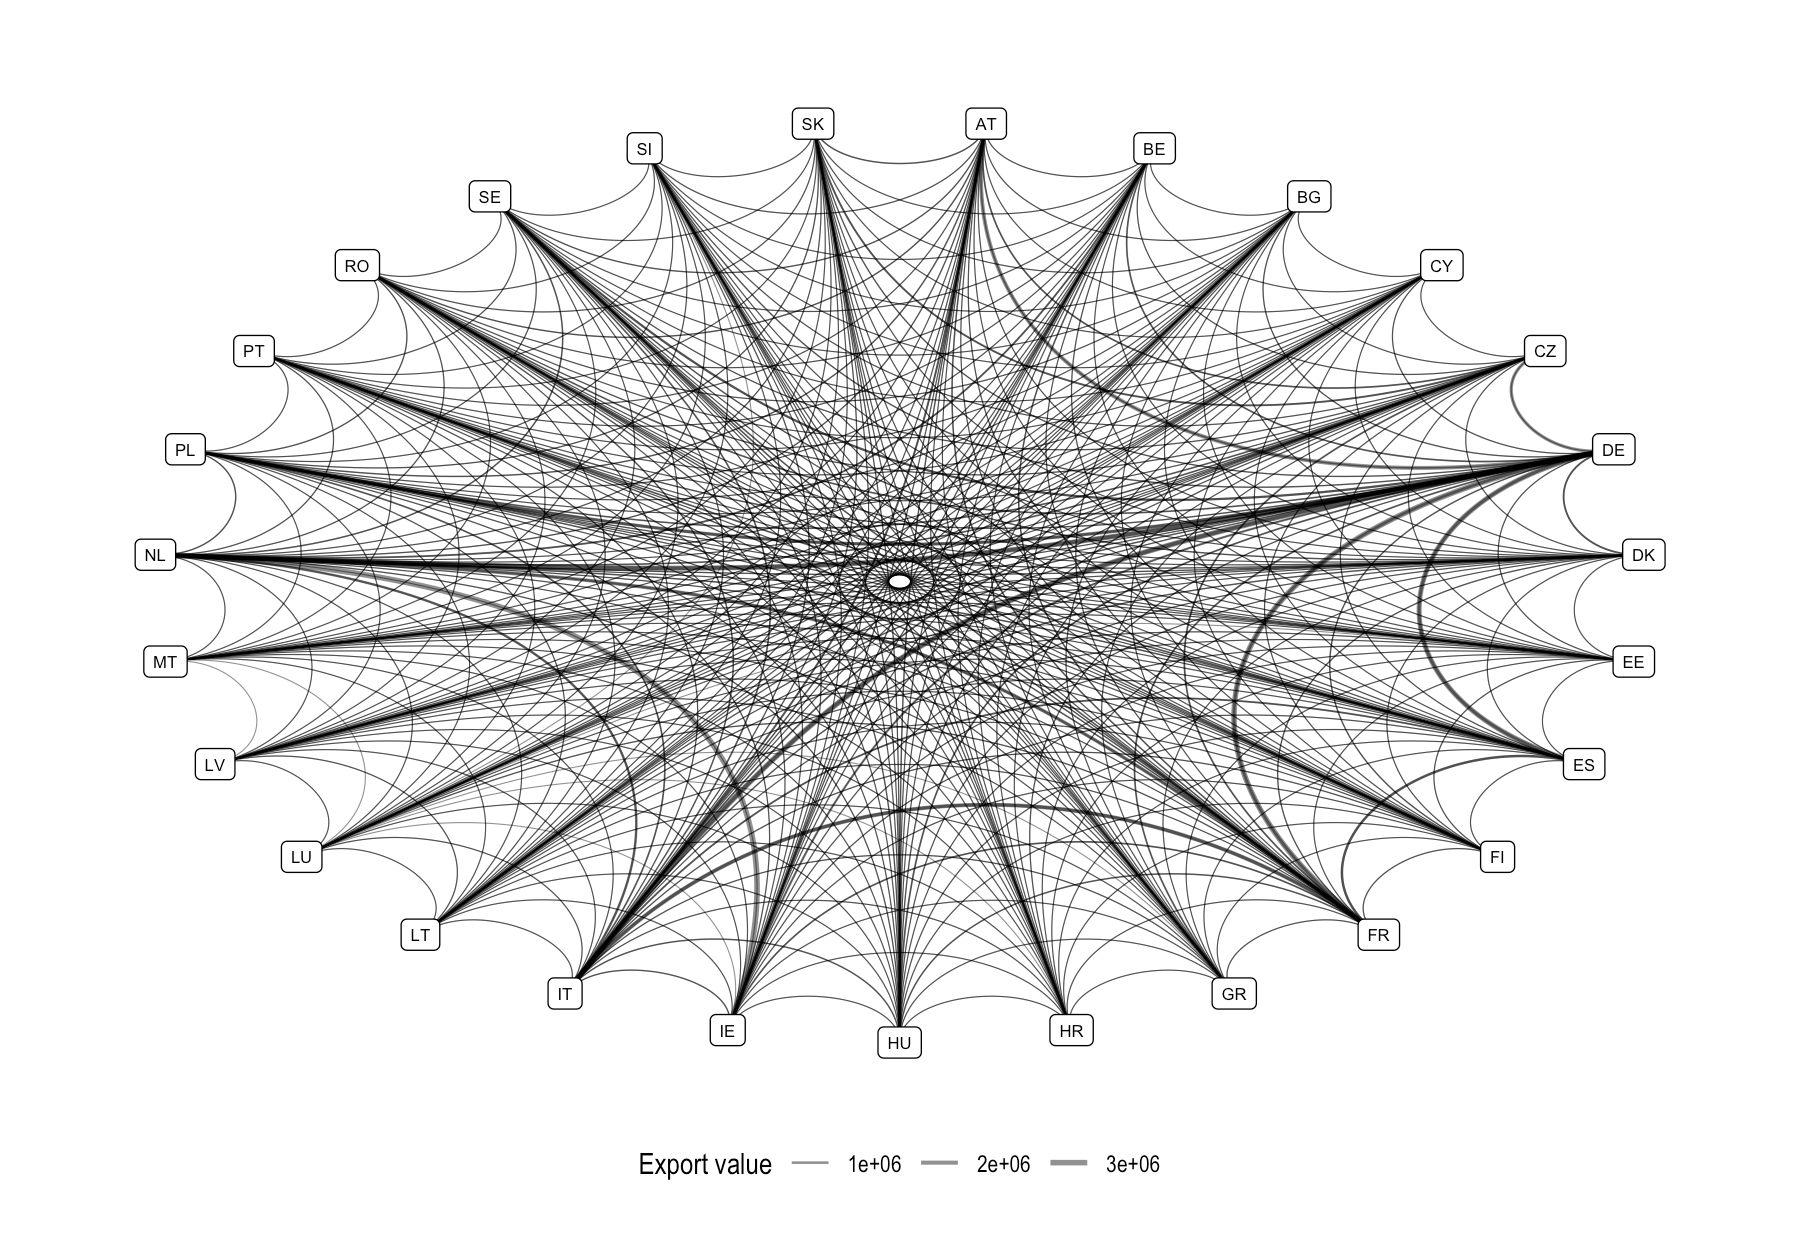 SK
AT
SI
BE
SE
BG
RO
CY
PT
CZ
PL
DE
NL
DK
MT
EE
LV
ES
LU
FI
LT
FR
IT
GR
IE
HR
HU
Export value 1e+06 2e+06 3e+06